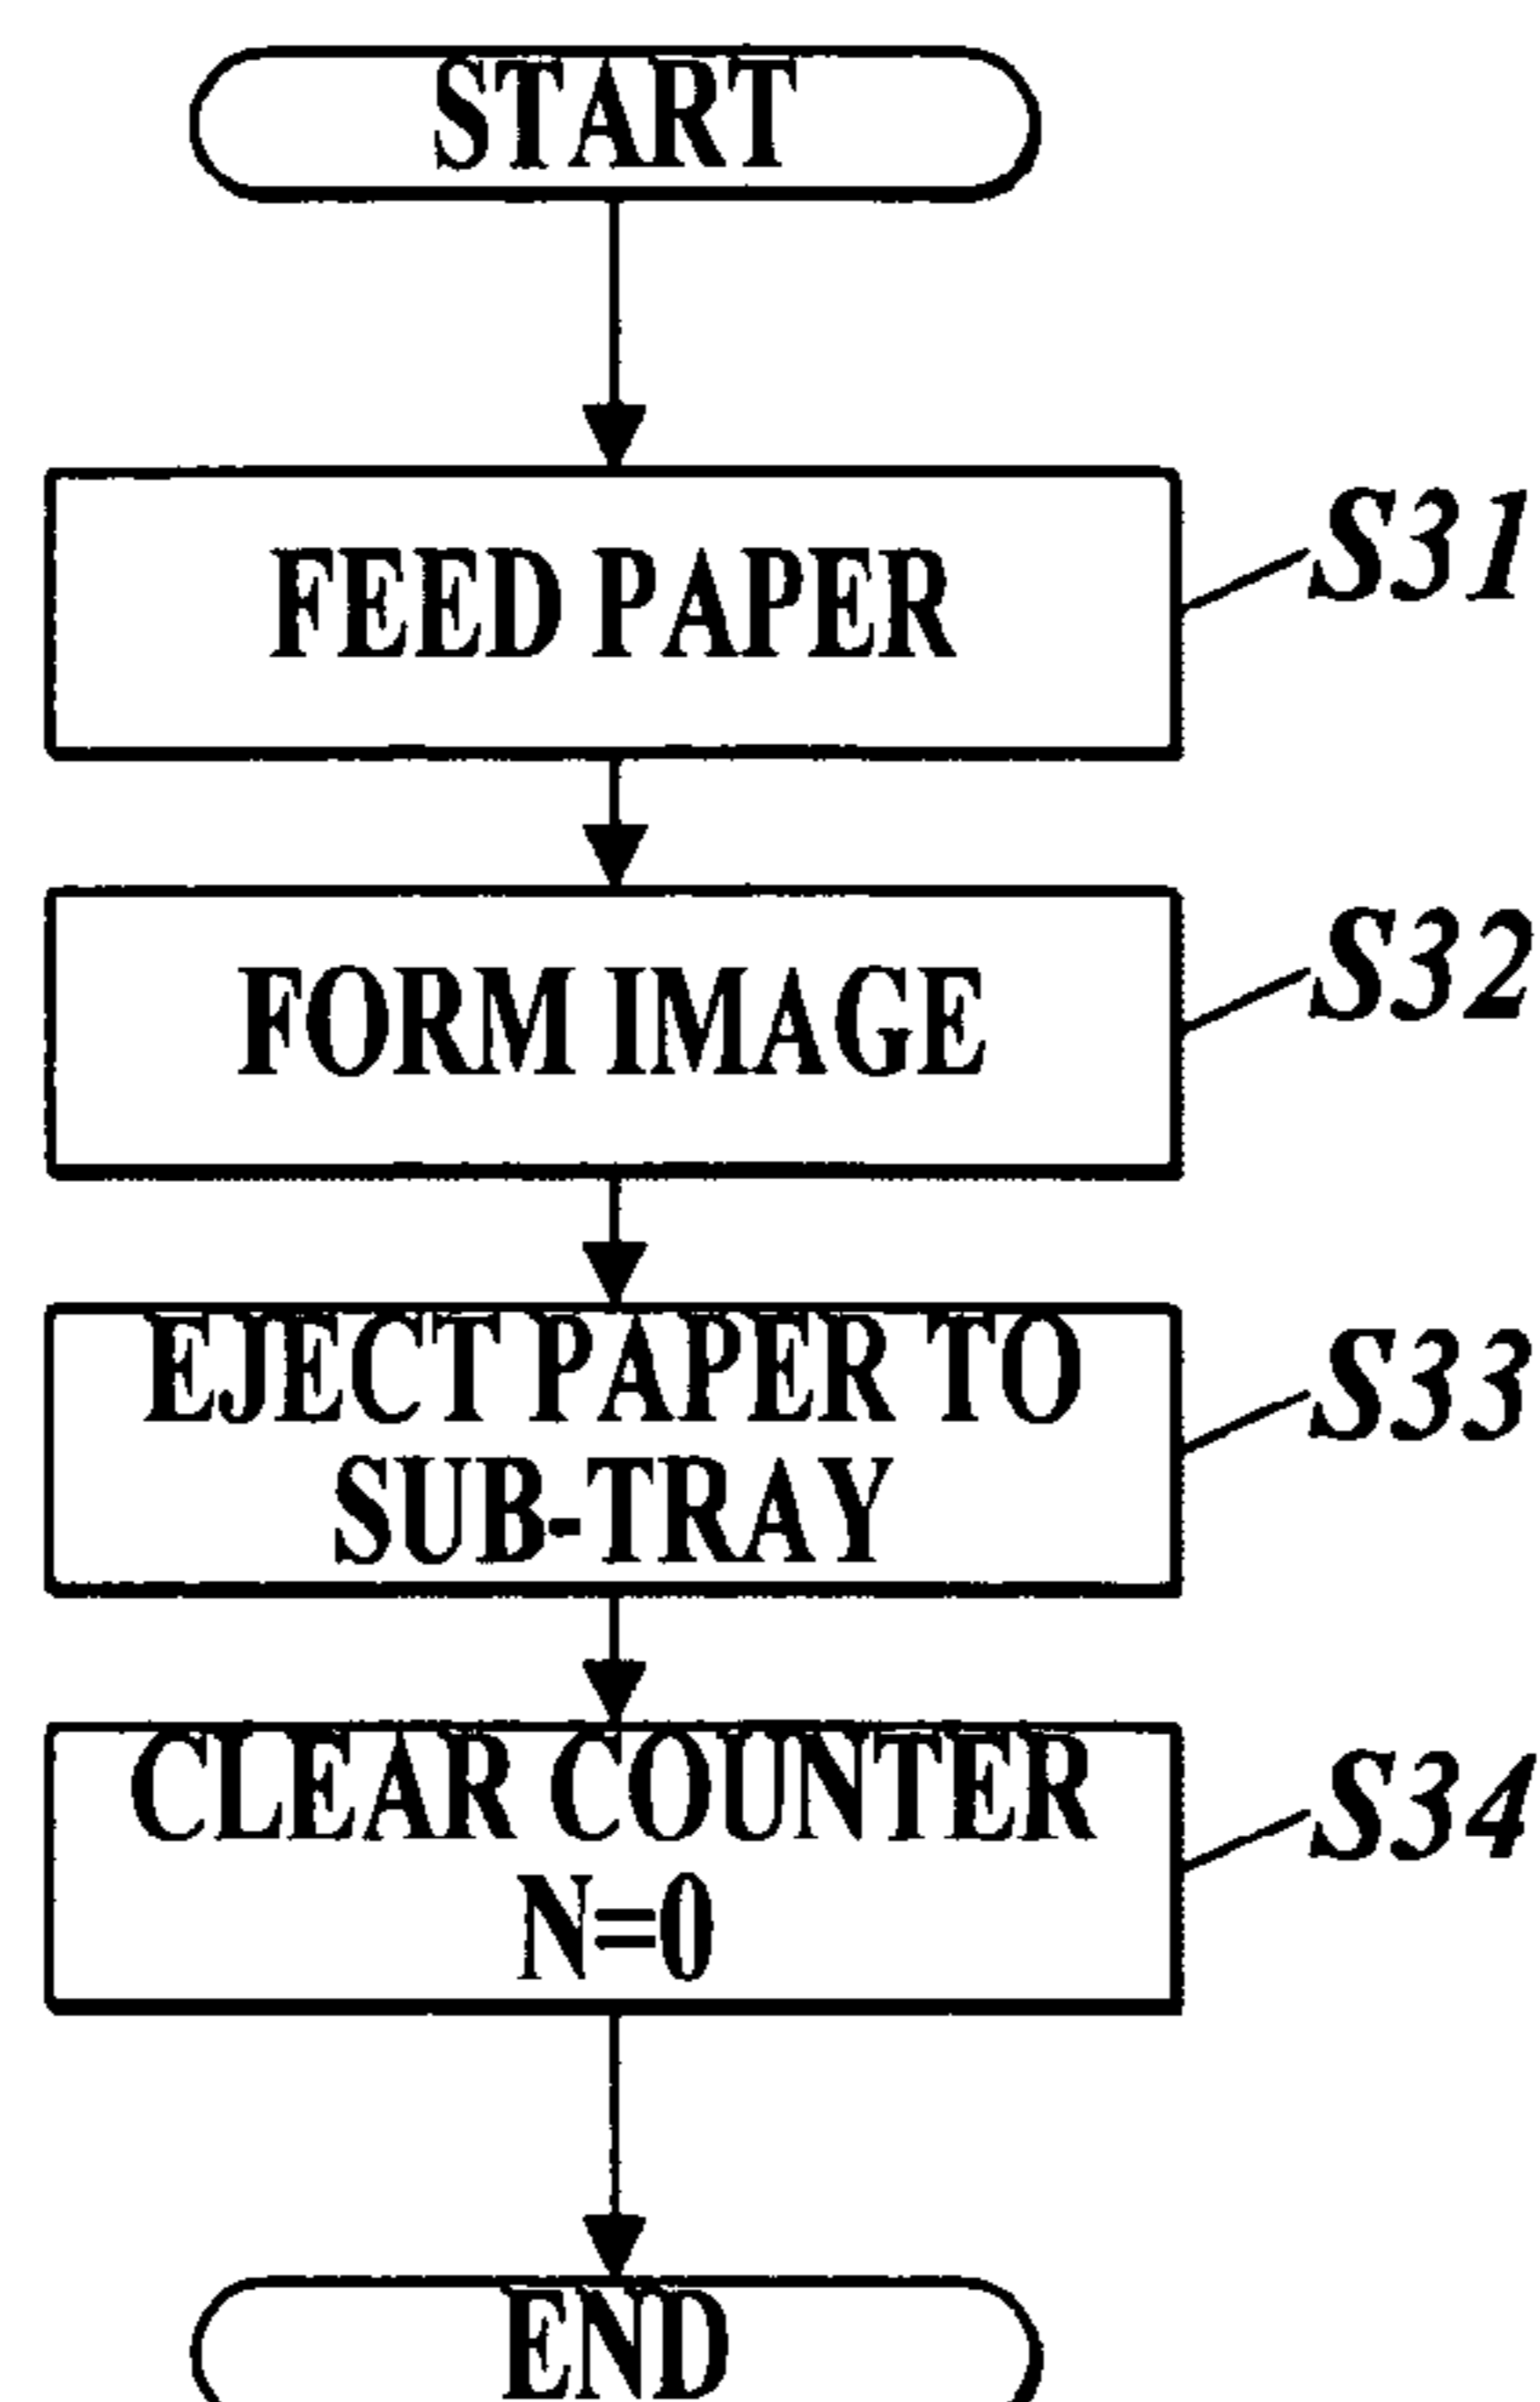 START
FEED PAPER
S31
FORM IMAGE
S32
EJECT PAPER TO
SUB-TRAY
S33
CLEAR COUNTER
N=0
S34
END